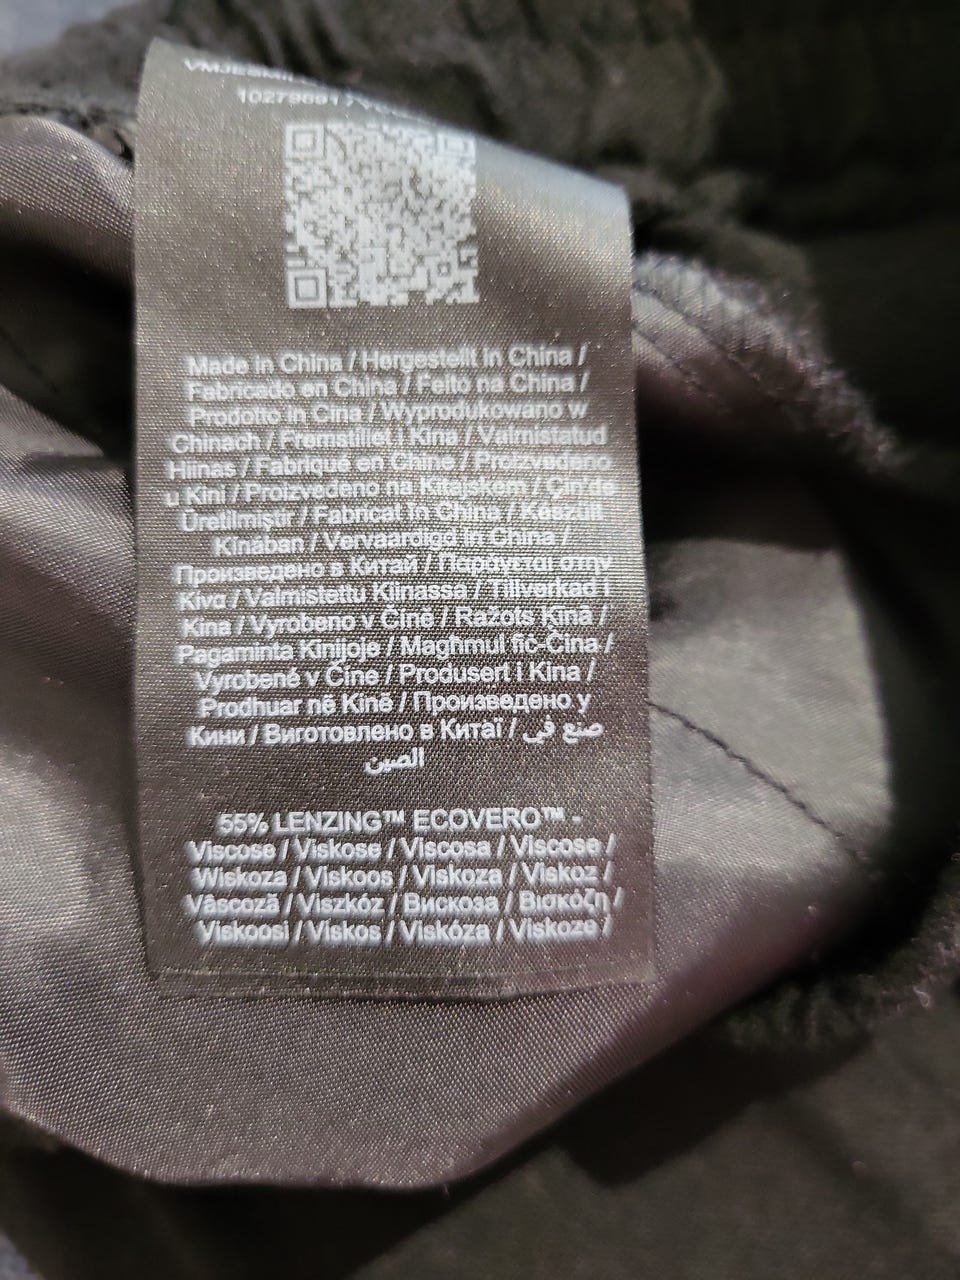 VMJESMIL
Made in China / Hergestellt in China /
Fabricado en China / Feito na China /
Prodotto in Cina / Wyprodukowano w
Chinach / Fremstillet i Kina / Valmistatud
Hiinas / Fabriqué en Chine / Proizvedeno
u Kini / Proizvedeno na Kitajskem / Çin'de
Üretilmiştir / Fabricat în China / Készült
Kínában / Vervaardigd in China /
Произведено в Китай / Παράγεται στην
Κίνα / Valmistettu Kiinassa / Tillverkad i
Kina / Vyrobeno v Číně / Ražots Ķīnā /
Pagaminta Kinijoje / Magħmul fiċ-Ċina /
Vyrobené v Číne / Produsert i Kina /
Prodhuar në Kinë / Произведено у
Кини / Виготовлено в Китаї / صنع في
الصين
55% LENZING™ ECOVERO™ -
Viscose / Viskose / Viscosa / Viscose /
Wiskoza / Viskoos / Viskoza / Viskoz /
Vâscoză / Viszkóz / Вискоза / Βισκόζη /
Viskoosi / Viskos / Viskóza / Viskoze /